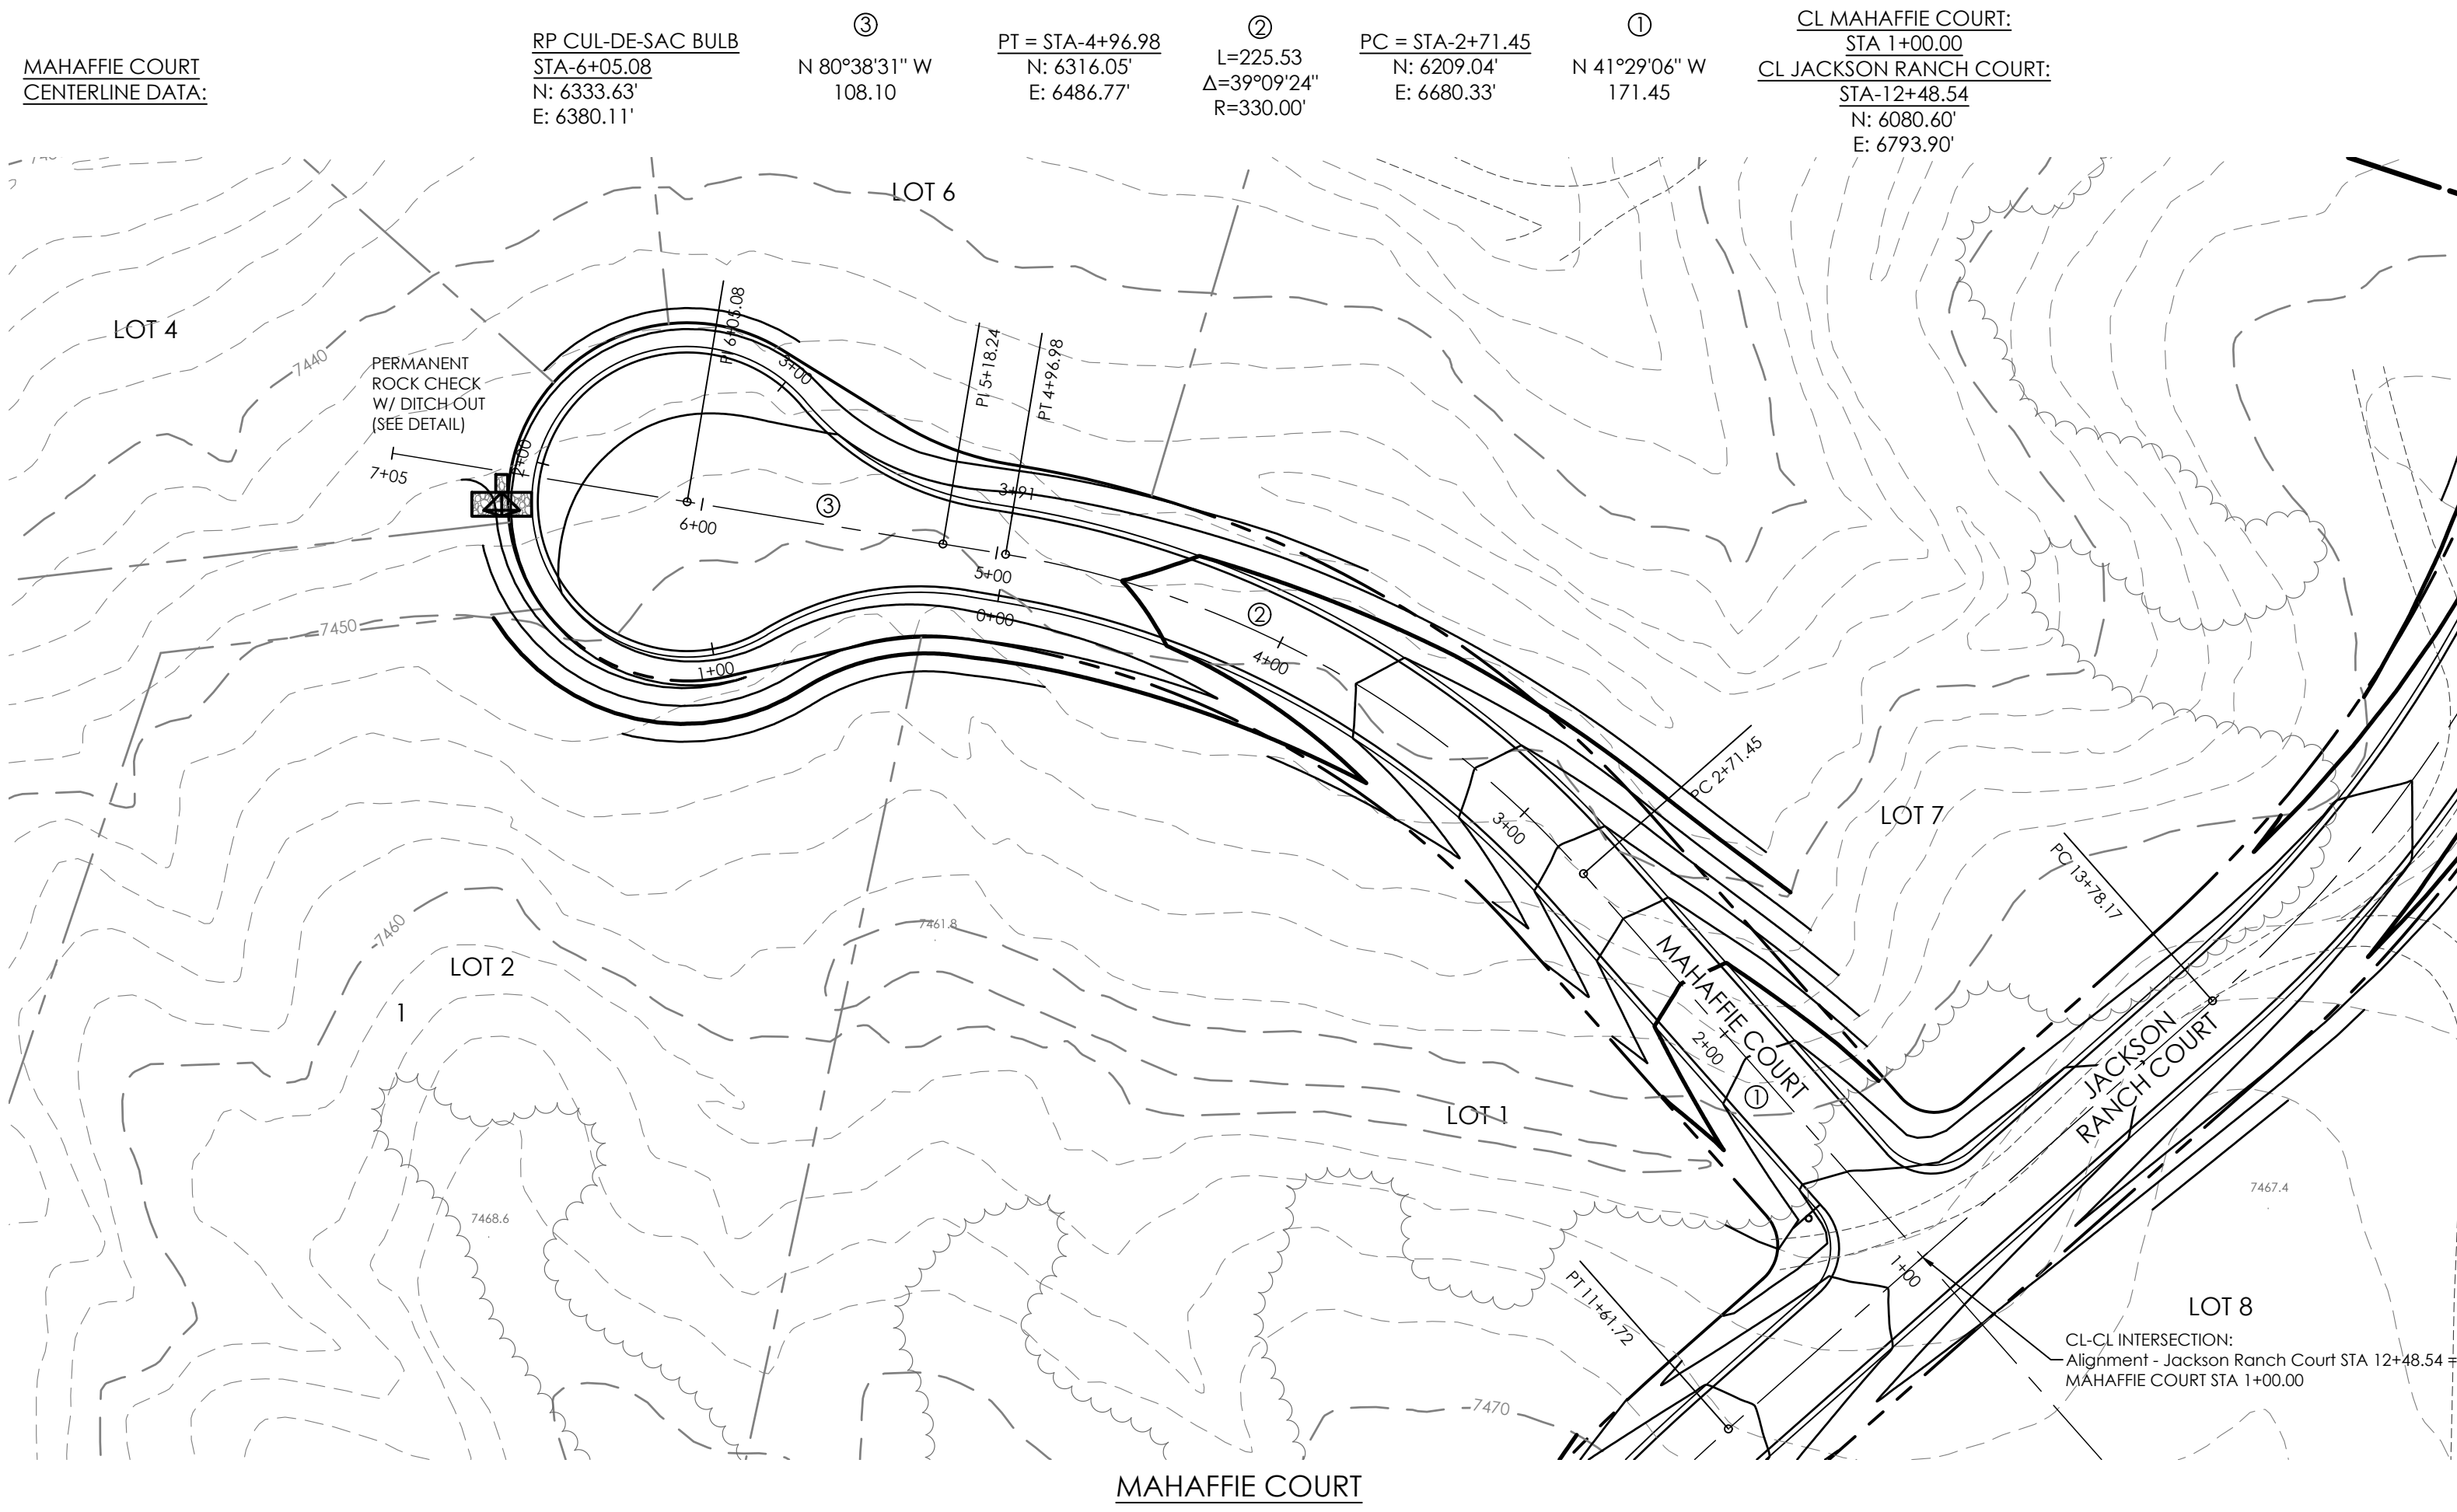 MAHAFFIE COURT
CENTERLINE DATA:
RP CUL-DE-SAC BULB
STA-6+05.08
N: 6333.63'
E: 6380.11'
③
N 80°38'31" W
108.10
PT = STA-4+96.98
N: 6316.05'
E: 6486.77'
②
L=225.53
Δ=39°09'24"
R=330.00'
PC = STA-2+71.45
N: 6209.04'
E: 6680.33'
①
N 41°29'06" W
171.45
CL MAHAFFIE COURT:
STA 1+00.00
CL JACKSON RANCH COURT:
STA-12+48.54
N: 6080.60'
E: 6793.90'
LOT 6
LOT 4
7440
PERMANENT
ROCK CHECK
W/ DITCH OUT
(SEE DETAIL)
7+05
2+00
PI 6+05.08
3+00
PI 5+18.24
PT 4+96.98
3+91
6+00
③
5+00
0+00
1+00
②
4+00
7450
3+00
PC 2+71.45
LOT 7
PC 13+78.17
7460
7461.8
LOT 2
1
MAHAFFIE COURT
2+00
①
JACKSON
RANCH COURT
LOT 1
7468.6
7467.4
1+00
PT 11+61.72
LOT 8
CL-CL INTERSECTION:
Alignment - Jackson Ranch Court STA 12+48.54 =
MAHAFFIE COURT STA 1+00.00
7470
MAHAFFIE COURT